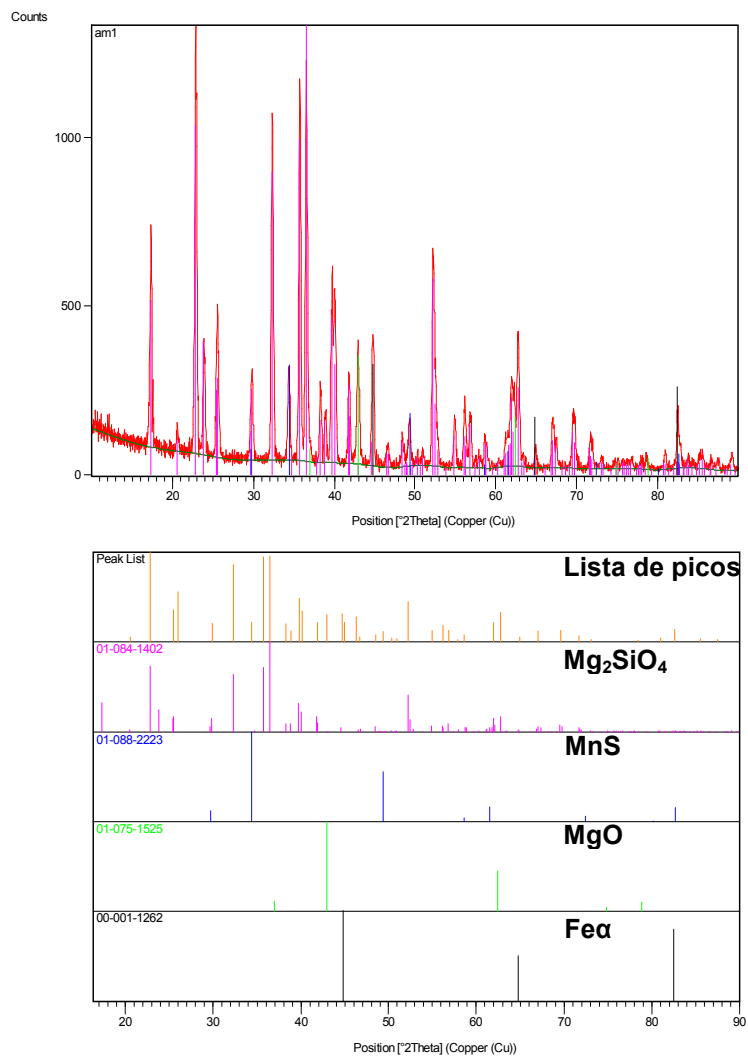 Counts
am1
1000
500
0
20 30 40 50 60 70 80
Position [°2Theta] (Copper (Cu))
Peak List
Lista de picos
01-084-1402
Mg₂SiO₄
01-088-2223
MnS
01-075-1525
MgO
00-001-1262
Feα
20 30 40 50 60 70 80 90
Position [°2Theta] (Copper (Cu))